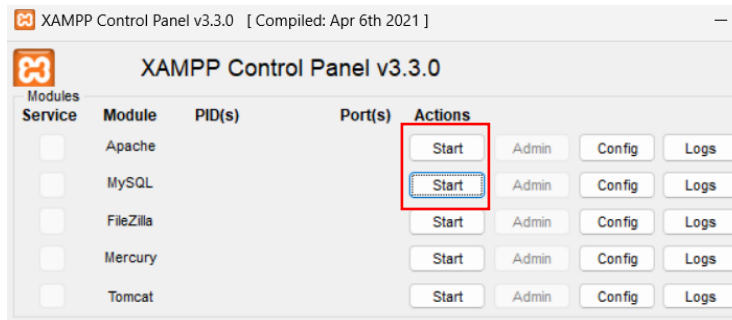 XAMPP Control Panel v3.3.0 [ Compiled: Apr 6th 2021 ]
XAMPP Control Panel v3.3.0
Modules
Service Module PID(s) Port(s) Actions
Apache Start Admin Config Logs
MySQL Start Admin Config Logs
FileZilla Start Admin Config Logs
Mercury Start Admin Config Logs
Tomcat Start Admin Config Logs